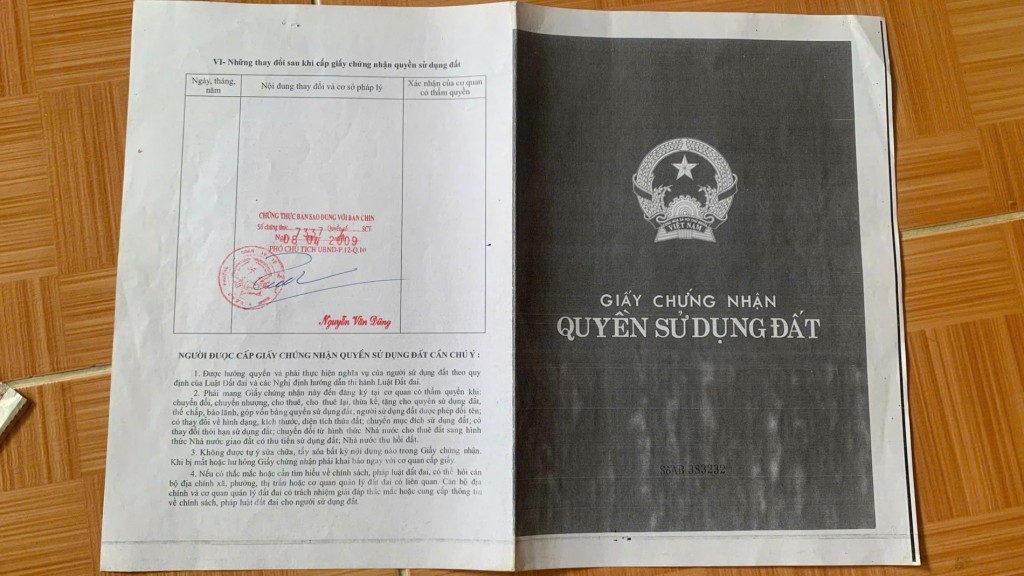 VI- Những thay đổi sau khi cấp giấy chứng nhận quyền sử dụng đất
Ngày, tháng, năm
Nội dung thay đổi và cơ sở pháp lý
Xác nhận của cơ quan có thẩm quyền
CHỨNG THỰC BẢN SAO ĐÚNG VỚI BẢN CHÍNH
Số chứng thực Quyển số SCT
08 04 2009
PHÓ CHỦ TỊCH UBND-P.12-Q.10
Nguyễn Văn Dũng
NGƯỜI ĐƯỢC CẤP GIẤY CHỨNG NHẬN QUYỀN SỬ DỤNG ĐẤT CẦN CHÚ Ý :
1. Được hưởng quyền và phải thực hiện nghĩa vụ của người sử dụng đất theo quy
định của Luật Đất đai và các Nghị định hướng dẫn thi hành Luật Đất đai.
2. Phải mang Giấy chứng nhận này đến đăng ký tại cơ quan có thẩm quyền khi:
chuyển đổi, chuyển nhượng, cho thuê, cho thuê lại, thừa kế, tặng cho quyền sử dụng đất,
thế chấp, bảo lãnh, góp vốn bằng quyền sử dụng đất; người sử dụng đất được phép đổi tên;
có thay đổi về hình dạng, kích thước, diện tích thửa đất; chuyển mục đích sử dụng đất; có
thay đổi thời hạn sử dụng đất; chuyển đổi từ hình thức Nhà nước cho thuê đất sang hình
thức Nhà nước giao đất có thu tiền sử dụng đất; Nhà nước thu hồi đất.
3. Không được tự ý sửa chữa, tẩy xóa bất kỳ nội dung nào trong Giấy chứng nhận.
Khi bị mất hoặc hư hỏng Giấy chứng nhận phải khai báo ngay với cơ quan cấp giấy.
4. Nếu có thắc mắc hoặc cần tìm hiểu về chính sách, pháp luật đất đai, có thể hỏi cán
bộ địa chính xã, phường, thị trấn hoặc cơ quan quản lý đất đai có liên quan. Cán bộ địa
chính và cơ quan quản lý đất đai có trách nhiệm giải đáp thắc mắc hoặc cung cấp thông tin
về chính sách, pháp luật đất đai cho người sử dụng đất.
VIỆT NAM
GIẤY CHỨNG NHẬN
QUYỀN SỬ DỤNG ĐẤT
383232